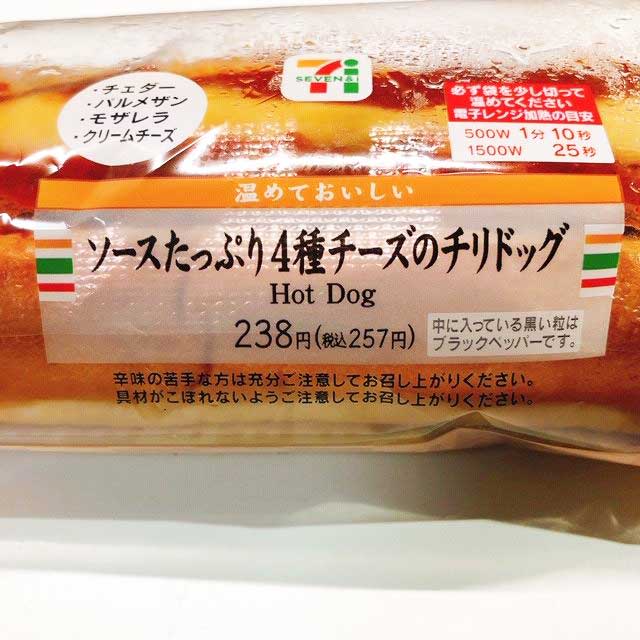 SEVEN&i
・チェダー
・パルメザン
・モザレラ
・クリームチーズ
必ず袋を少し切って
温めてください
電子レンジ加熱の目安
500W 1分10秒
1500W 25秒
温めておいしい
ソースたっぷり4種チーズのチリドッグ
Hot Dog
238円(税込257円)
中に入っている黒い粒は
ブラックペッパーです。
辛味の苦手な方は充分ご注意してお召し上がりください。
具材がこぼれないようご注意してお召し上がりください。